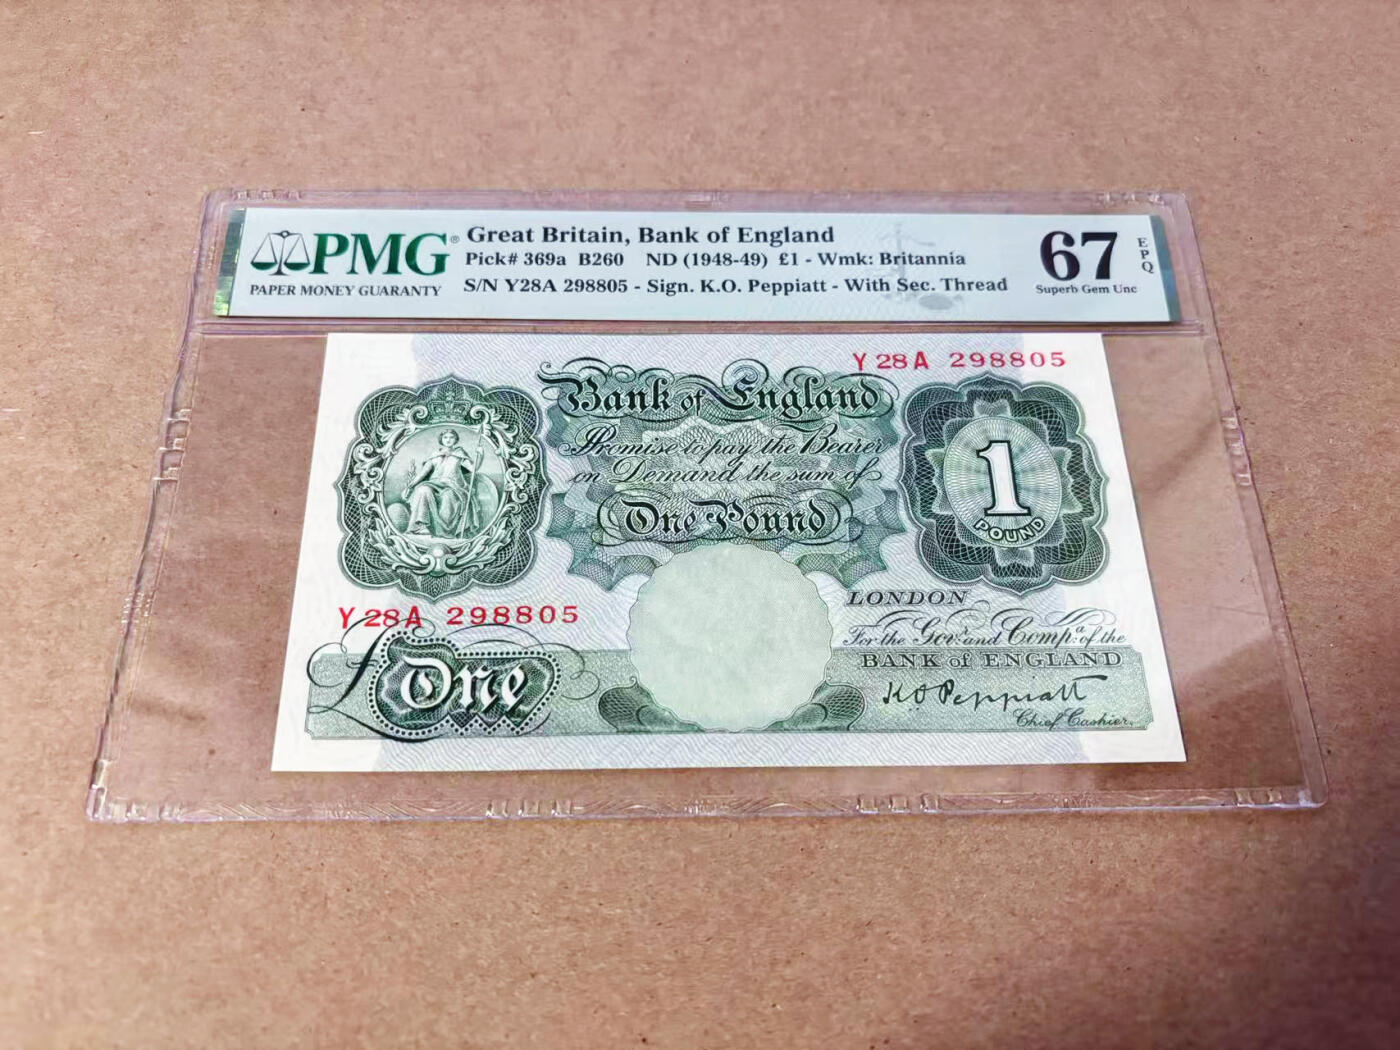 PMG®
PAPER MONEY GUARANTY
Great Britain, Bank of England
Pick# 369a B260 ND (1948-49) £1 - Wmk: Britannia
S/N Y28A 298805 - Sign. K.O. Peppiatt - With Sec. Thread
67
EPQ
Superb Gem Unc
Y 28 A 298805
Bank of England
Promise to pay the Bearer
on Demand the sum of
One Pound
1
POUND
Y 28 A 298805
£One
LONDON
For the Govr. and Compa. of the
BANK of ENGLAND
K O Peppiatt
Chief Cashier.